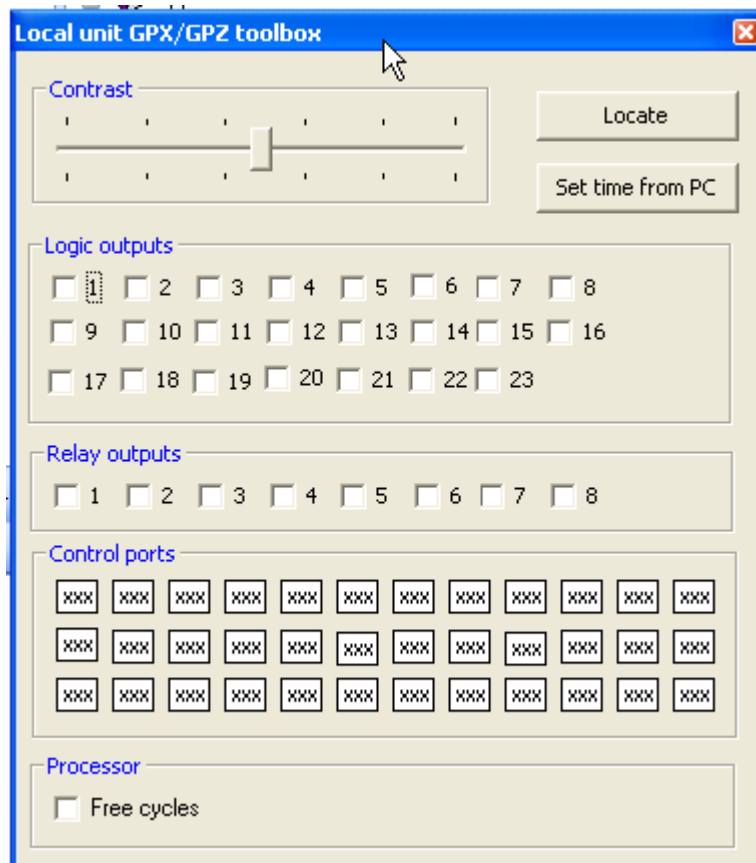 Local unit GPX/GPZ toolbox
Contrast
Locate
Set time from PC
Logic outputs
1 2 3 4 5 6 7 8
9 10 11 12 13 14 15 16
17 18 19 20 21 22 23
Relay outputs
1 2 3 4 5 6 7 8
Control ports
xxx xxx xxx xxx xxx xxx xxx xxx xxx xxx xxx xxx
xxx xxx xxx xxx xxx xxx xxx xxx xxx xxx xxx xxx
xxx xxx xxx xxx xxx xxx xxx xxx xxx xxx xxx xxx
Processor
Free cycles